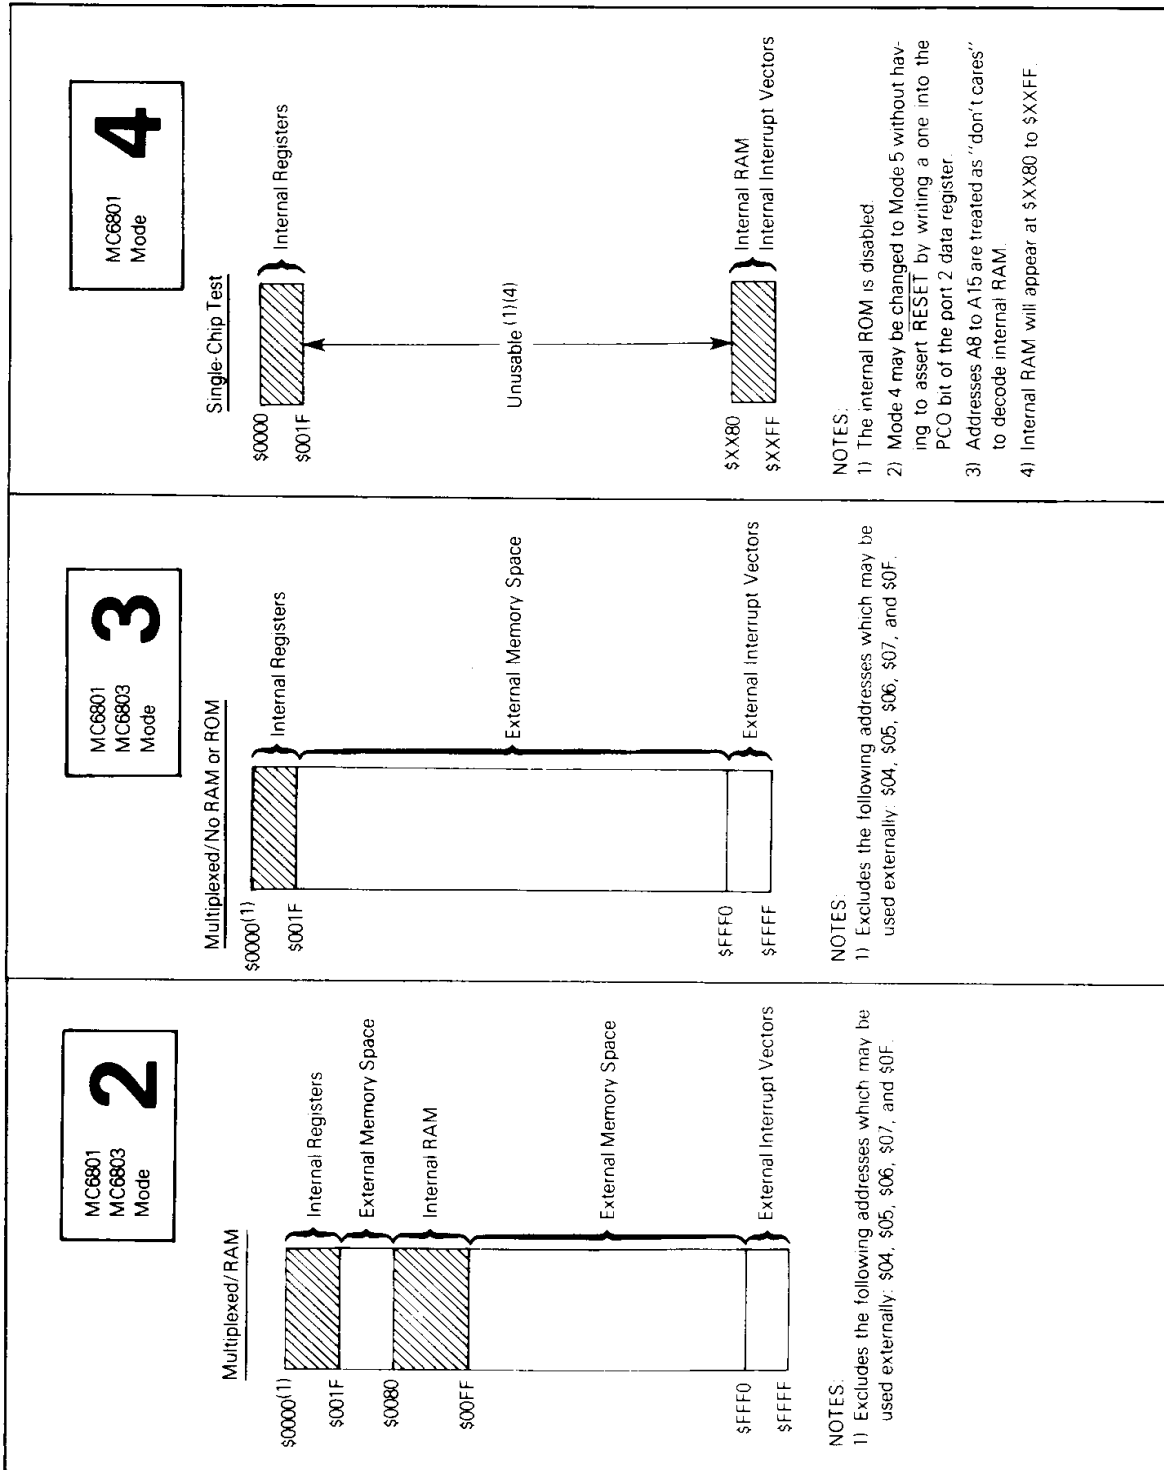 MC6801
MC6803
Mode
2
Multiplexed/RAM
$0000(1)
$001F
$0080
$00FF
$FFF0
$FFFF
Internal Registers
External Memory Space
Internal RAM
External Memory Space
External Interrupt Vectors
NOTES:
1) Excludes the following addresses which may be
used externally: $04, $05, $06, $07, and $0F.
MC6801
MC6803
Mode
3
Multiplexed/No RAM or ROM
$0000(1)
$001F
$FFF0
$FFFF
Internal Registers
External Memory Space
External Interrupt Vectors
NOTES:
1) Excludes the following addresses which may be
used externally: $04, $05, $06, $07, and $0F.
MC6801
Mode
4
Single-Chip Test
$0000
$001F
$XX80
$XXFF
Internal Registers
Unusable (1)(4)
Internal RAM
Internal Interrupt Vectors
NOTES:
1) The internal ROM is disabled.
2) Mode 4 may be changed to Mode 5 without hav-
ing to assert RESET by writing a one into the
PCO bit of the port 2 data register.
3) Addresses A8 to A15 are treated as "don't cares"
to decode internal RAM.
4) Internal RAM will appear at $XX80 to $XXFF.